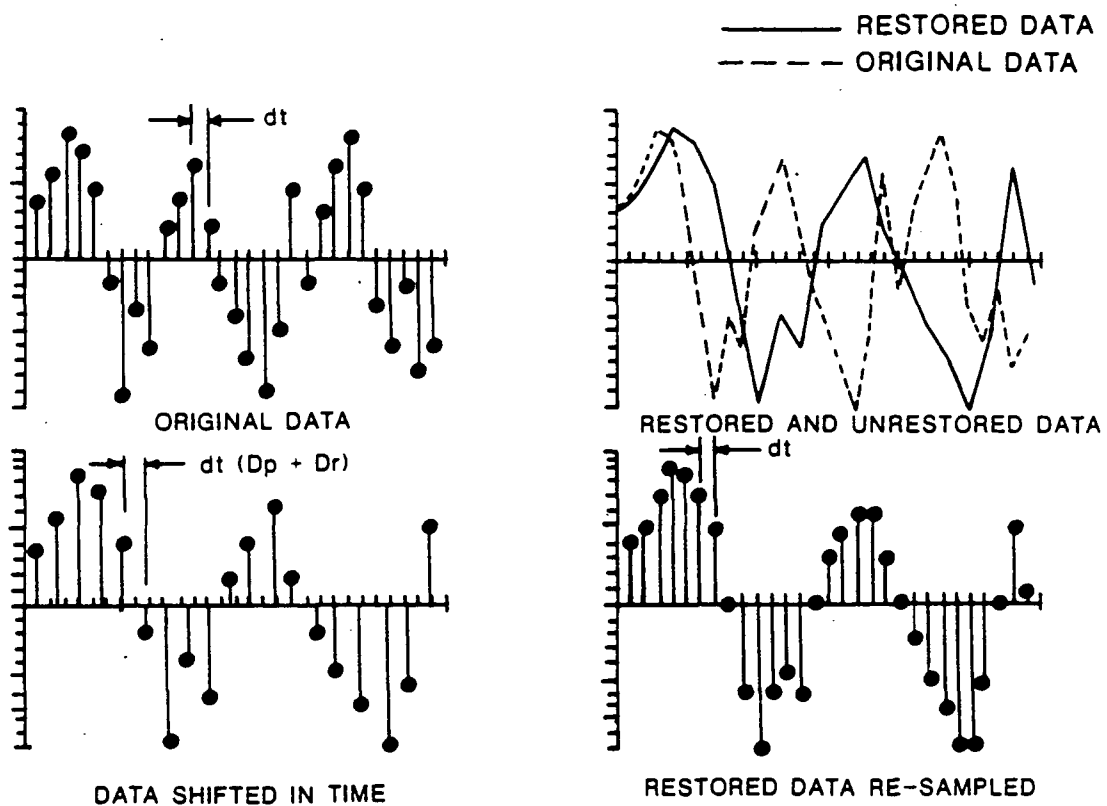 RESTORED DATA
ORIGINAL DATA
dt
ORIGINAL DATA
RESTORED AND UNRESTORED DATA
dt (Dp + Dr)
dt
DATA SHIFTED IN TIME
RESTORED DATA RE-SAMPLED